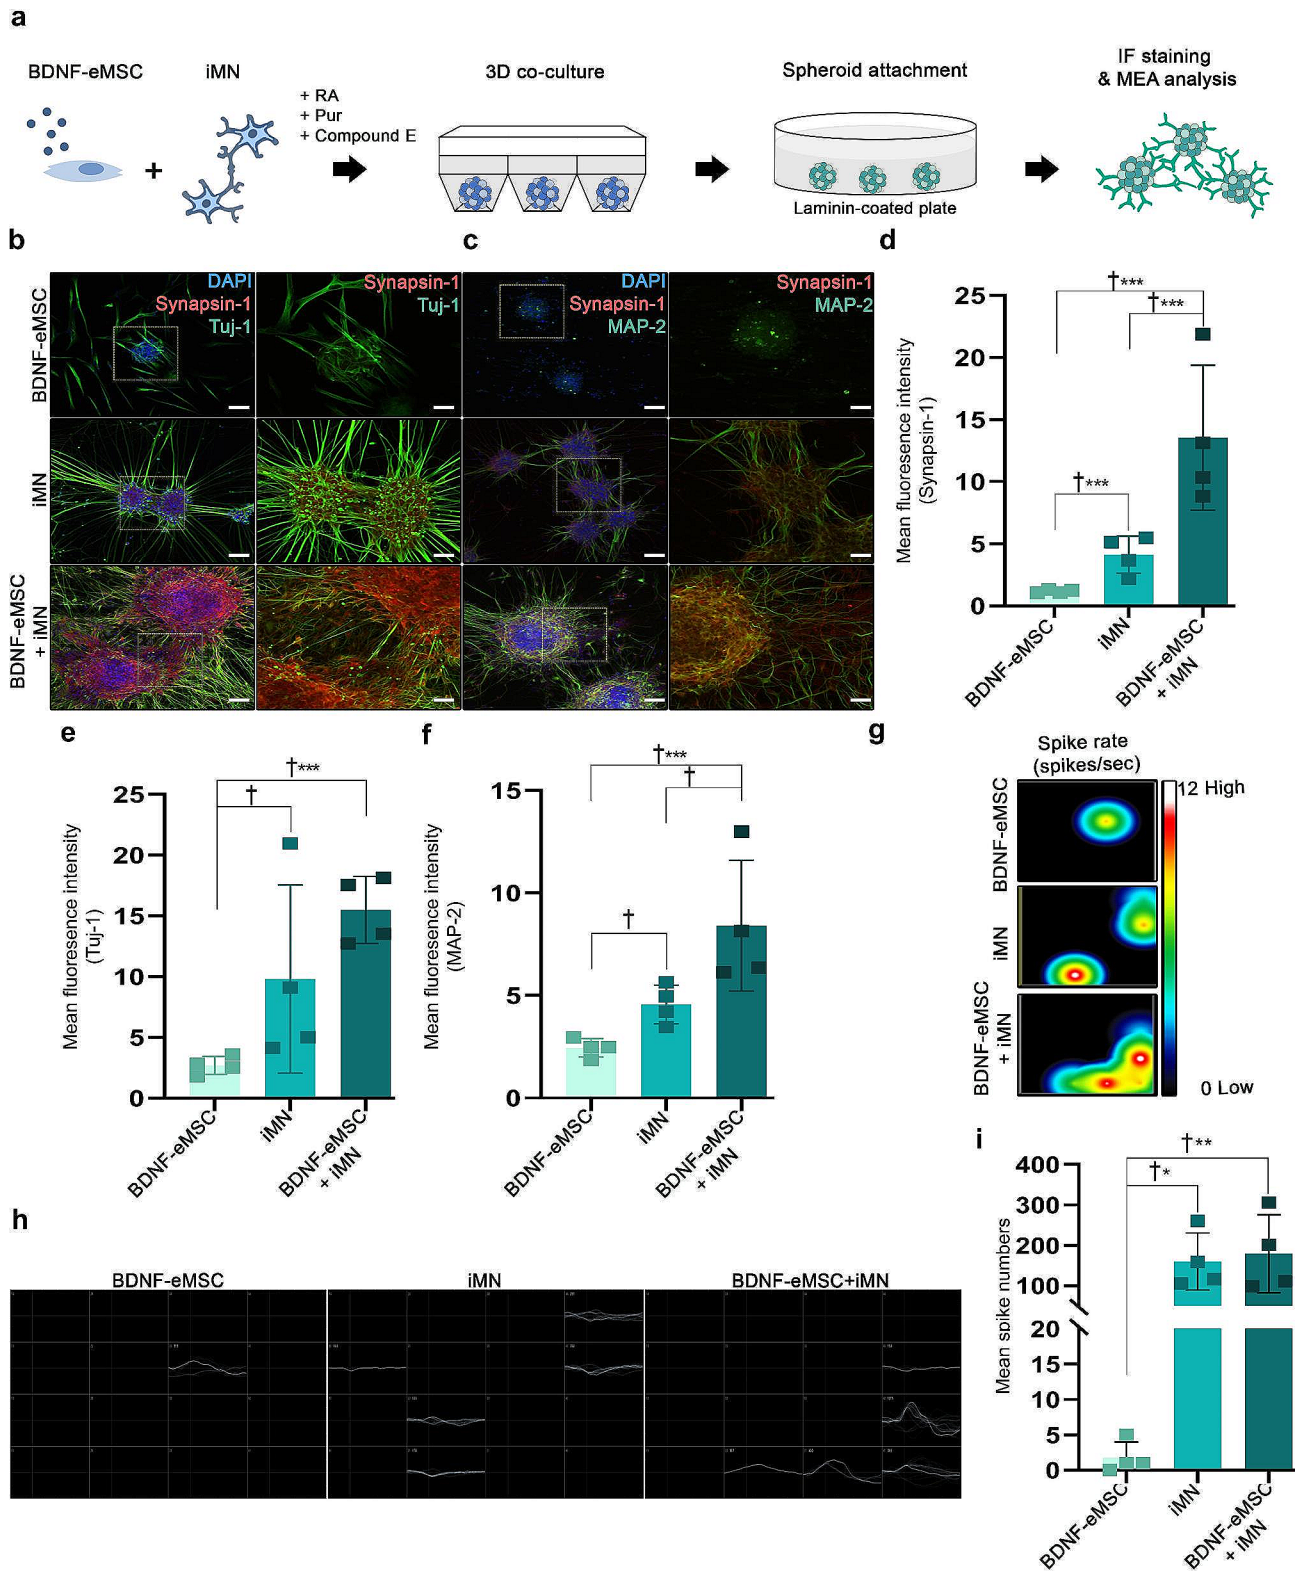 a
BDNF-eMSC
iMN
+ RA
+ Pur
+ Compound E
+
3D co-culture
Spheroid attachment
Laminin-coated plate
IF staining
& MEA analysis
b
c
d
BDNF-eMSC
DAPI
Synapsin-1
Tuj-1
Synapsin-1
Tuj-1
DAPI
Synapsin-1
MAP-2
Synapsin-1
MAP-2
iMN
BDNF-eMSC
+ iMN
Mean fluoresence intensity
(Synapsin-1)
25
20
15
10
5
0
†***
†***
†***
BDNF-eMSC
iMN
BDNF-eMSC
+ iMN
e
Mean fluoresence intensity
(Tuj-1)
25
20
15
10
5
0
†***
†
BDNF-eMSC
iMN
BDNF-eMSC
+ iMN
f
Mean fluoresence intensity
(MAP-2)
15
10
5
0
†***
†
†
BDNF-eMSC
iMN
BDNF-eMSC
+ iMN
g
Spike rate
(spikes/sec)
BDNF-eMSC
iMN
BDNF-eMSC
+ iMN
12 High
0 Low
h
BDNF-eMSC
iMN
BDNF-eMSC+iMN
i
Mean spike numbers
400
300
200
100
20
15
10
5
0
†**
†*
BDNF-eMSC
iMN
BDNF-eMSC
+ iMN